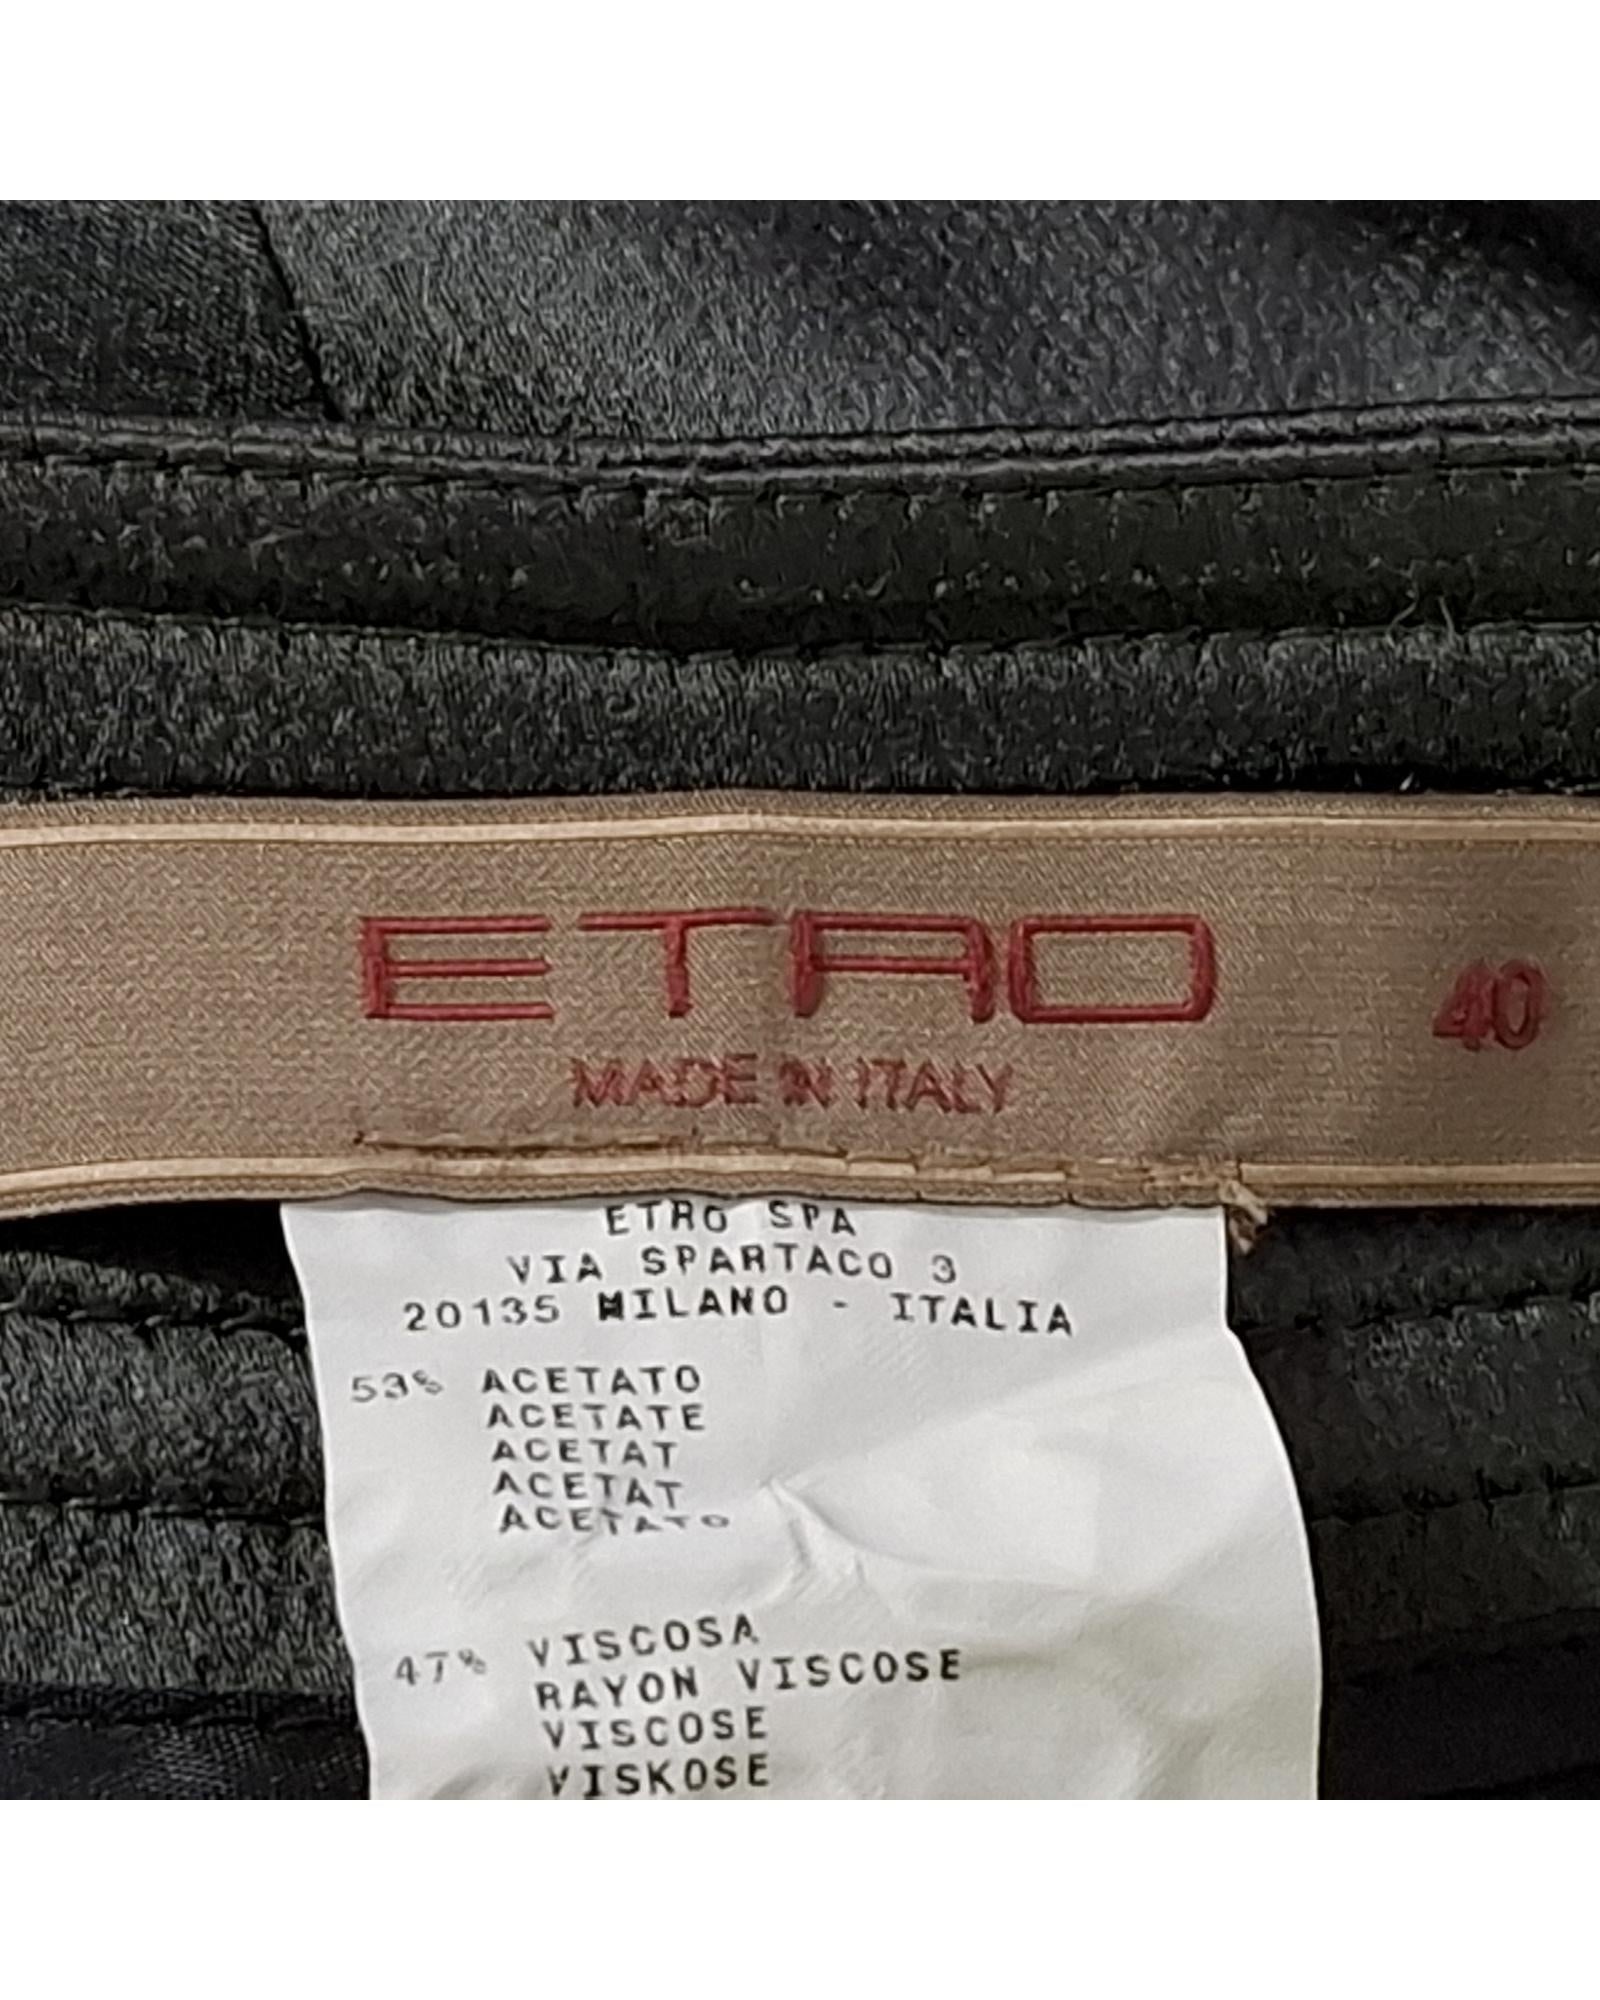 ETRO
40
MADE IN ITALY
ETRO SPA
VIA SPARTACO 3
20135 MILANO - ITALIA
53% ACETATO
ACETATE
ACETAT
ACETAT
ACETATO
47% VISCOSA
RAYON VISCOSE
VISCOSE
VISKOSE